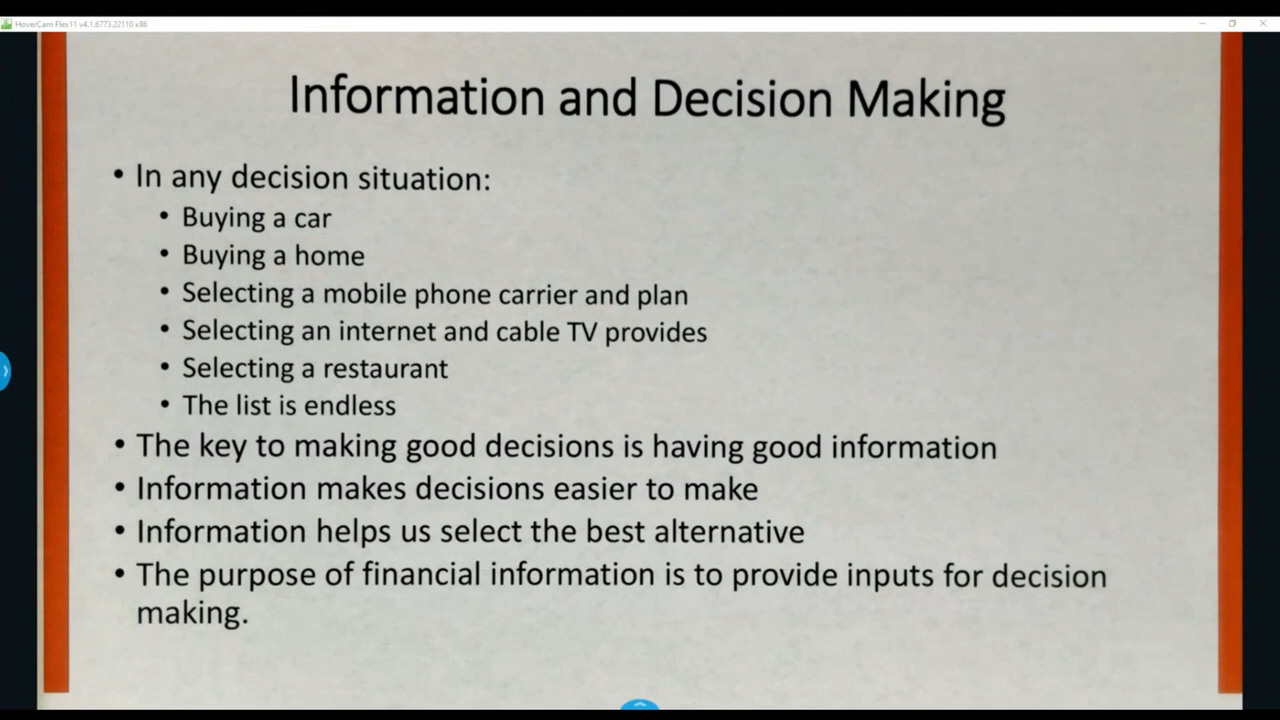 HoverCam Flex11 v4.1.6773.22110 x86
Information and Decision Making
• In any decision situation:
• Buying a car
• Buying a home
• Selecting a mobile phone carrier and plan
• Selecting an internet and cable TV provides
• Selecting a restaurant
• The list is endless
• The key to making good decisions is having good information
• Information makes decisions easier to make
• Information helps us select the best alternative
• The purpose of financial information is to provide inputs for decision
making.